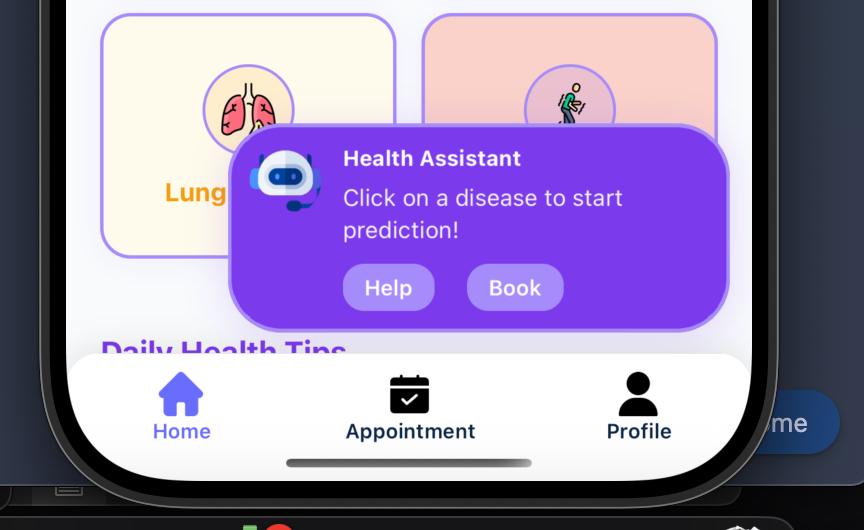 Health Assistant
Click on a disease to start
prediction!
Lung
Help
Book
Daily Health Tips
Home
Appointment
Profile
me